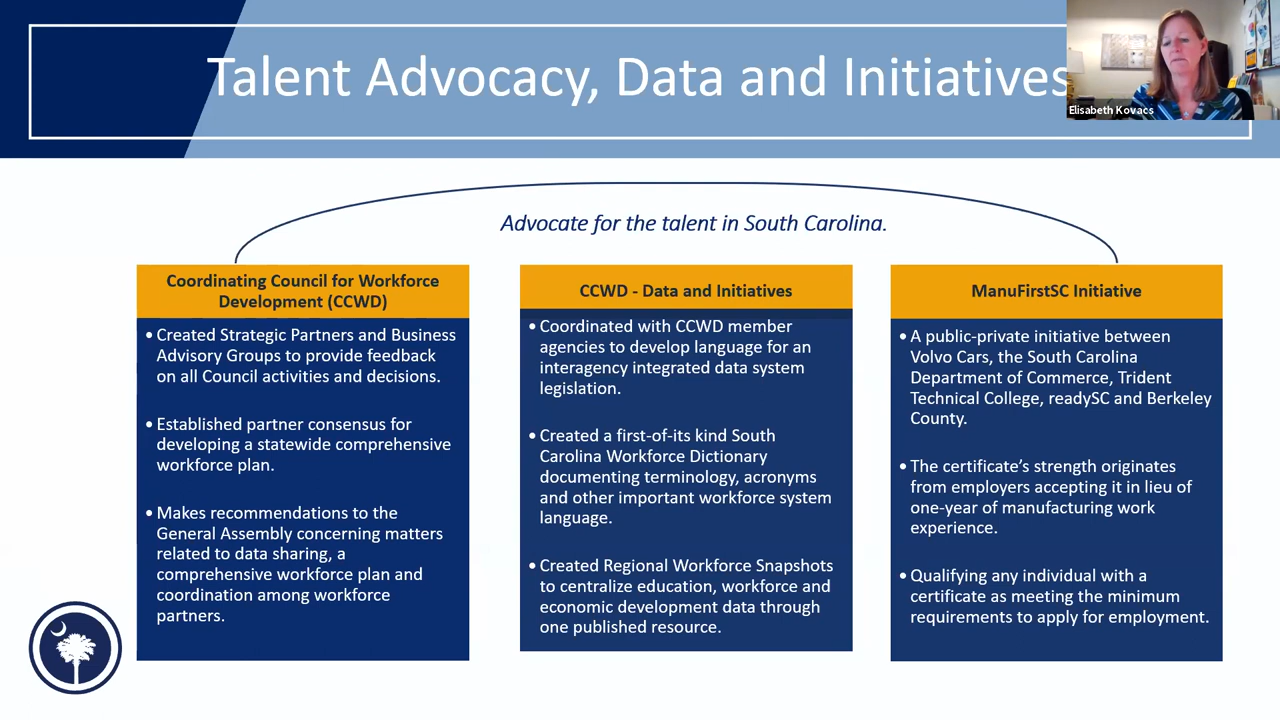 Talent Advocacy, Data and Initiatives
Elisabeth Kovacs
Advocate for the talent in South Carolina.
Coordinating Council for Workforce
Development (CCWD)
• Created Strategic Partners and Business
Advisory Groups to provide feedback
on all Council activities and decisions.
• Established partner consensus for
developing a statewide comprehensive
workforce plan.
• Makes recommendations to the
General Assembly concerning matters
related to data sharing, a
comprehensive workforce plan and
coordination among workforce
partners.
CCWD - Data and Initiatives
• Coordinated with CCWD member
agencies to develop language for an
interagency integrated data system
legislation.
• Created a first-of-its kind South
Carolina Workforce Dictionary
documenting terminology, acronyms
and other important workforce system
language.
• Created Regional Workforce Snapshots
to centralize education, workforce and
economic development data through
one published resource.
ManuFirstSC Initiative
• A public-private initiative between
Volvo Cars, the South Carolina
Department of Commerce, Trident
Technical College, readySC and Berkeley
County.
• The certificate’s strength originates
from employers accepting it in lieu of
one-year of manufacturing work
experience.
• Qualifying any individual with a
certificate as meeting the minimum
requirements to apply for employment.